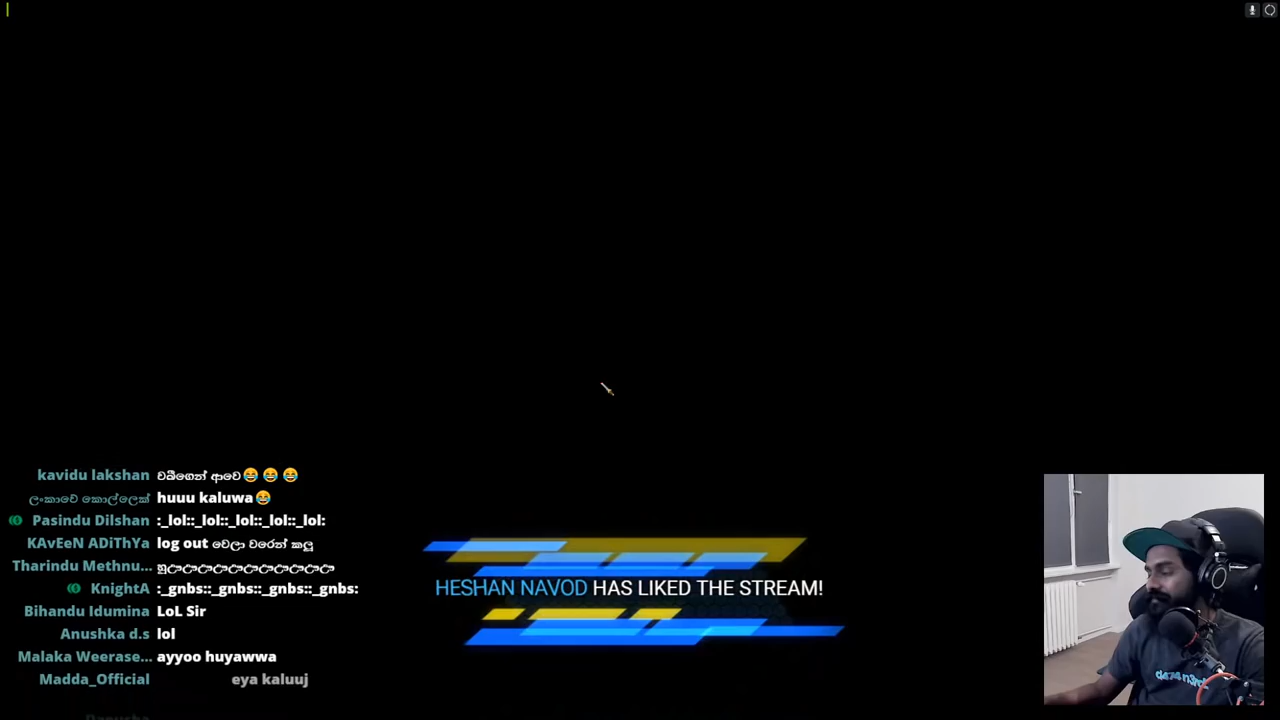 kavidu lakshan වබීගෙන් ආවෙ😂😂😂
ලංකාවේ කොල්ලෙක් huuu kaluwa😂
Pasindu Dilshan :_lol::_lol::_lol::_lol::_lol:
KAvEeN ADiThYa log out වෙලා වරෙන් කලු
Tharindu Methnu...
KnightA :_gnbs::_gnbs::_gnbs::_gnbs:
Bihandu Idumina LoL Sir
Anushka d.s lol
Malaka Weerase... ayyoo huyawwa
Madda_Official eya kaluuj
HESHAN NAVOD HAS LIKED THE STREAM!